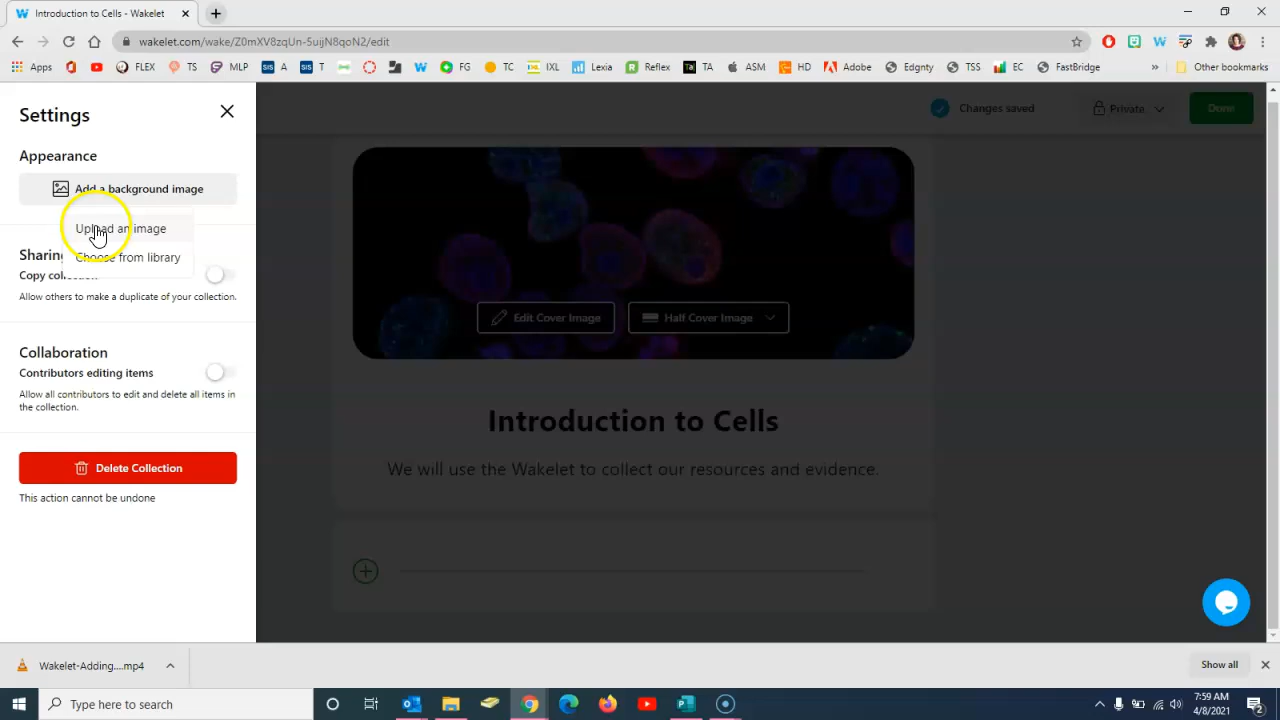 Introduction to Cells - Wakelet
wakelet.com/wake/Z0mXV8zqUn-5uijN8qoN2/edit
Apps FLEX TS MLP A T FG IXL TC IXL Lexia Reflex TA ASM HD Adobe Edgnty TSS EC FastBridge » Other bookmarks
Settings
Changes saved
Private
Done
Appearance
Add a background image
Upload an image
Choose from library
Sharing
Copy collection
Allow others to make a duplicate of your collection.
Edit Cover Image
Half Cover Image
Collaboration
Contributors editing items
Allow all contributors to edit and delete all items in
the collection.
Introduction to Cells
We will use the Wakelet to collect our resources and evidence.
Delete Collection
This action cannot be undone
Wakelet-Adding....mp4
Show all
Type here to search
7:59 AM
4/8/2021